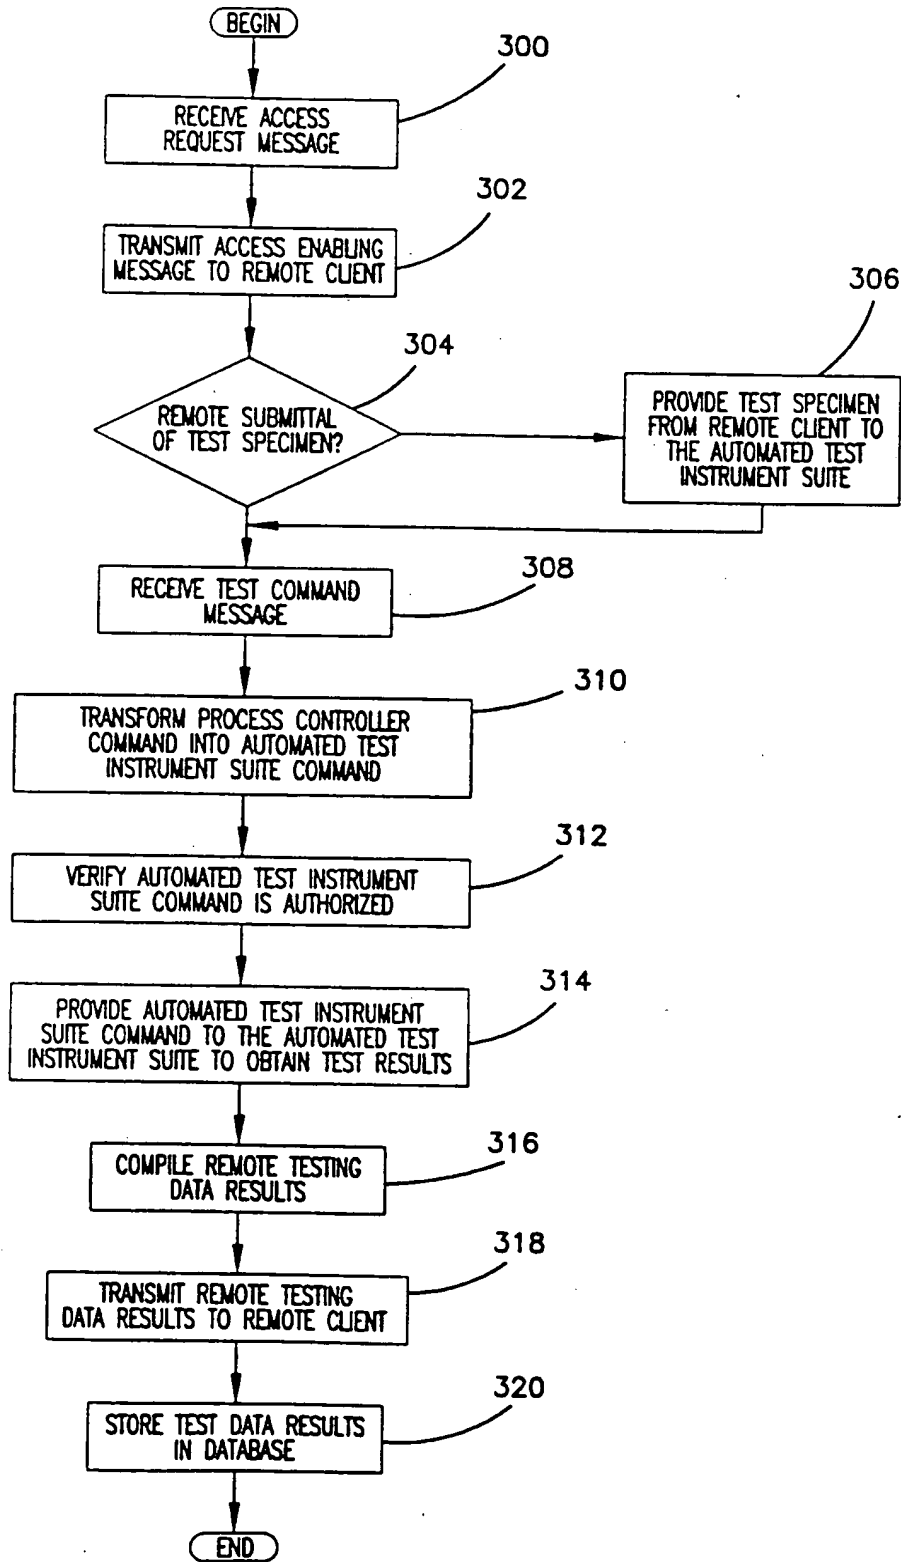 BEGIN
300
RECEIVE ACCESS
REQUEST MESSAGE
302
TRANSMIT ACCESS ENABLING
MESSAGE TO REMOTE CLIENT
304
REMOTE SUBMITTAL
OF TEST SPECIMEN?
306
PROVIDE TEST SPECIMEN
FROM REMOTE CLIENT TO
THE AUTOMATED TEST
INSTRUMENT SUITE
308
RECEIVE TEST COMMAND
MESSAGE
310
TRANSFORM PROCESS CONTROLLER
COMMAND INTO AUTOMATED TEST
INSTRUMENT SUITE COMMAND
312
VERIFY AUTOMATED TEST INSTRUMENT
SUITE COMMAND IS AUTHORIZED
314
PROVIDE AUTOMATED TEST INSTRUMENT
SUITE COMMAND TO THE AUTOMATED TEST
INSTRUMENT SUITE TO OBTAIN TEST RESULTS
316
COMPILE REMOTE TESTING
DATA RESULTS
318
TRANSMIT REMOTE TESTING
DATA RESULTS TO REMOTE CLIENT
320
STORE TEST DATA RESULTS
IN DATABASE
END